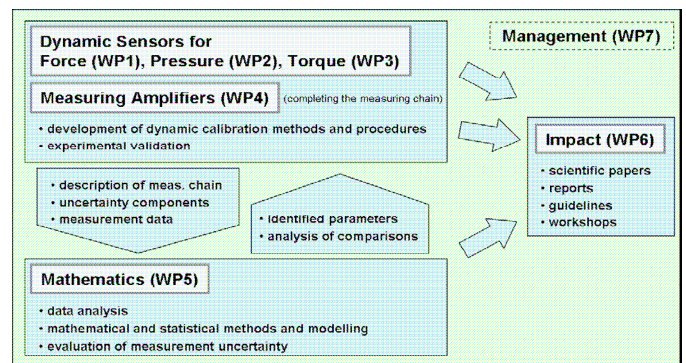 Dynamic Sensors for
Force (WP1), Pressure (WP2), Torque (WP3)
Measuring Amplifiers (WP4) (completing the measuring chain)
• development of dynamic calibration methods and procedures
- experimental validation
Management (WP7)
Impact (WP6)
• scientific papers
• reports
• guidelines
• workshops
• description of meas. chain
• uncertainty components
• measurement data
• identified parameters
• analysis of comparisons
Mathematics (WP5)
• data analysis
• mathematical and statistical methods and modelling
• evaluation of measurement uncertainty